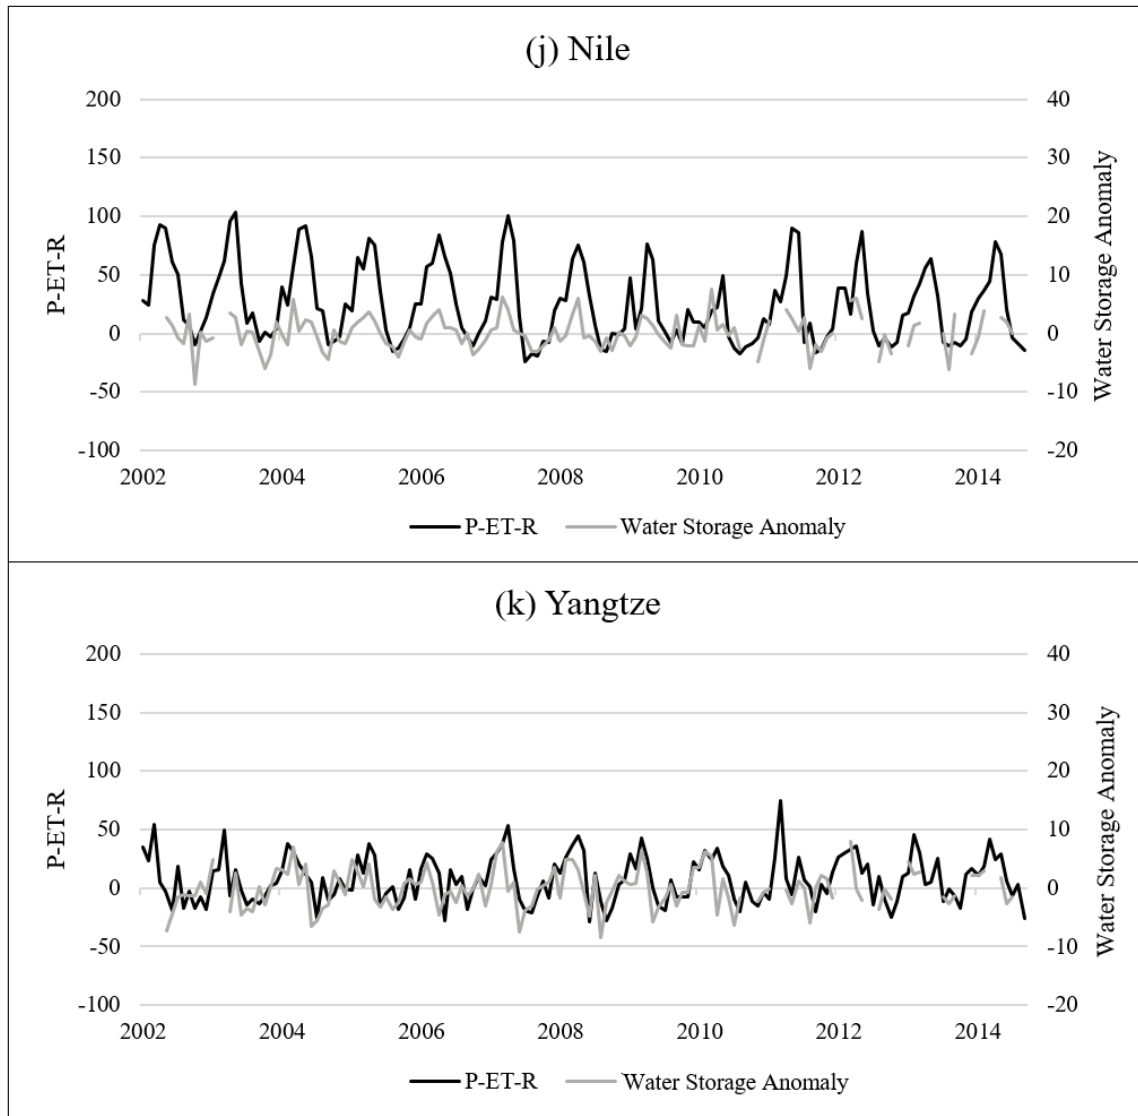 (j) Nile
200
150
100
50
0
-50
-100
P-ET-R
40
30
20
10
0
-10
-20
Water Storage Anomaly
2002 2004 2006 2008 2010 2012 2014
P-ET-R Water Storage Anomaly
(k) Yangtze
200
150
100
50
0
-50
-100
P-ET-R
40
30
20
10
0
-10
-20
Water Storage Anomaly
2002 2004 2006 2008 2010 2012 2014
P-ET-R Water Storage Anomaly